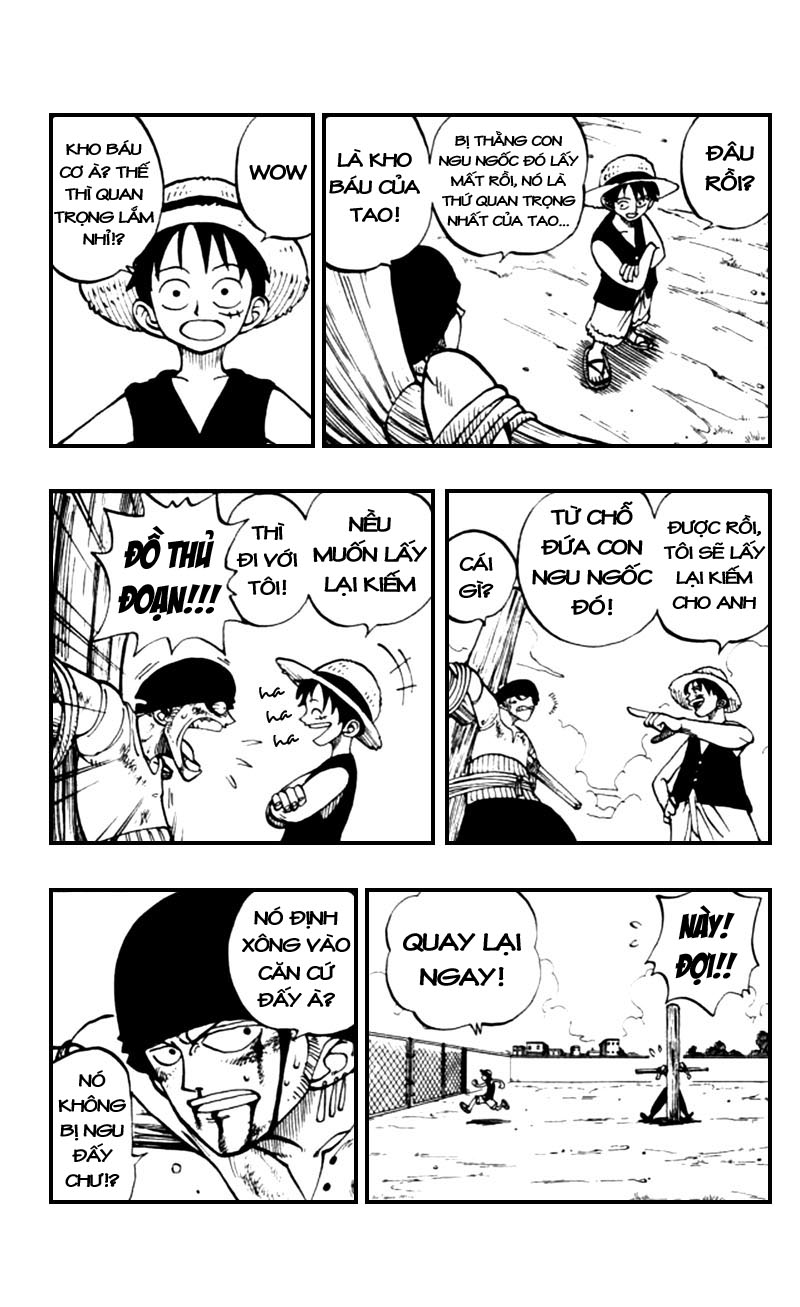 ĐÂU
RỒI?
BỊ THẰNG CON
NGU NGỐC ĐÓ LẤY
MẤT RỒI, NÓ LÀ
THỨ QUAN TRỌNG
NHẤT CỦA TAO...
LÀ KHO
BÁU CỦA
TAO!
WOW
KHO BÁU
CƠ À? THẾ
THÌ QUAN
TRỌNG LẮM
NHỈ!?
ĐƯỢC RỒI,
TÔI SẼ LẤY
LẠI KIẾM
CHO ANH
TỪ CHỖ
ĐỨA CON
NGU NGỐC
ĐÓ!
CÁI
GÌ?
NẾU
MUỐN LẤY
LẠI KIẾM
THÌ
ĐI VỚI
TÔI!
ĐỒ THỦ
ĐOẠN!!!
ha
ha
ha
NÀY!
ĐỢI!!
QUAY LẠI
NGAY!
NÓ ĐỊNH
XÔNG VÀO
CĂN CỨ
ĐẤY À?
NÓ
KHÔNG
BỊ NGU
ĐẤY
CHƯ!?